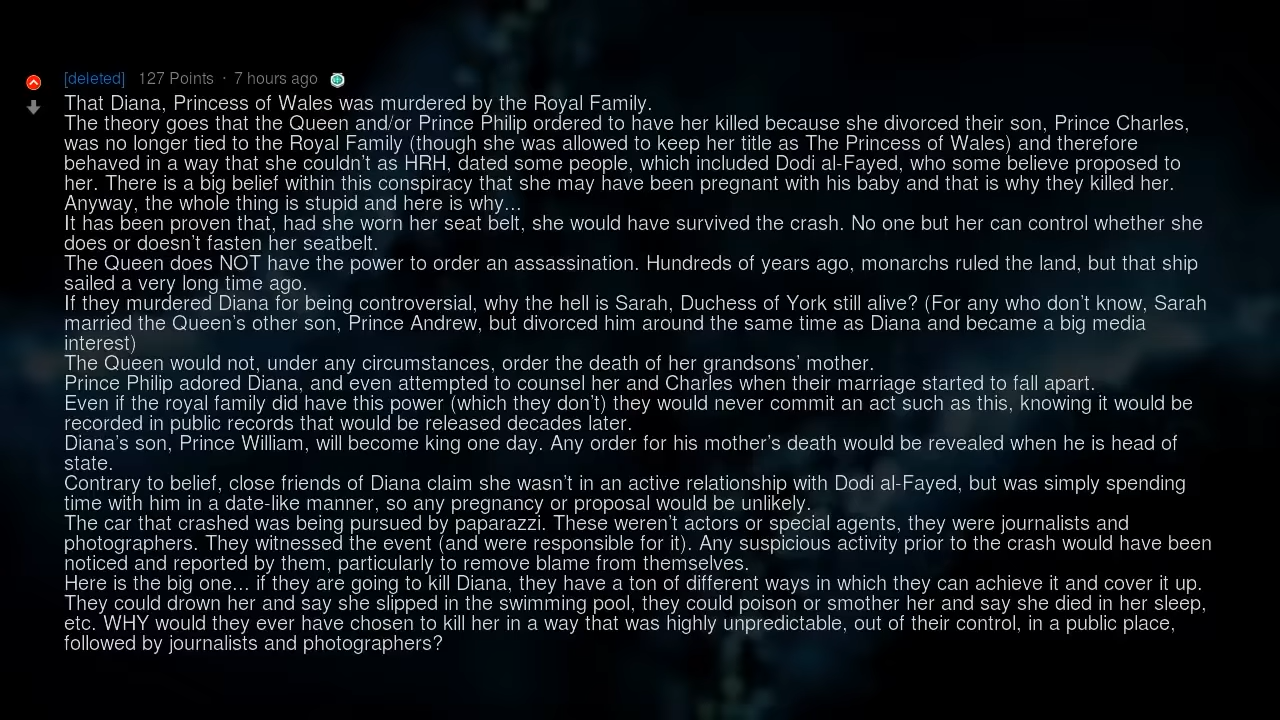 [deleted] 127 Points · 7 hours ago
That Diana, Princess of Wales was murdered by the Royal Family.
The theory goes that the Queen and/or Prince Philip ordered to have her killed because she divorced their son, Prince Charles,
was no longer tied to the Royal Family (though she was allowed to keep her title as The Princess of Wales) and therefore
behaved in a way that she couldn't as HRH, dated some people, which included Dodi al-Fayed, who some believe proposed to
her. There is a big belief within this conspiracy that she may have been pregnant with his baby and that is why they killed her.
Anyway, the whole thing is stupid and here is why...
It has been proven that, had she worn her seat belt, she would have survived the crash. No one but her can control whether she
does or doesn't fasten her seatbelt.
The Queen does NOT have the power to order an assassination. Hundreds of years ago, monarchs ruled the land, but that ship
sailed a very long time ago.
If they murdered Diana for being controversial, why the hell is Sarah, Duchess of York still alive? (For any who don't know, Sarah
married the Queen's other son, Prince Andrew, but divorced him around the same time as Diana and became a big media
interest)
The Queen would not, under any circumstances, order the death of her grandsons' mother.
Prince Philip adored Diana, and even attempted to counsel her and Charles when their marriage started to fall apart.
Even if the royal family did have this power (which they don't) they would never commit an act such as this, knowing it would be
recorded in public records that would be released decades later.
Diana's son, Prince William, will become king one day. Any order for his mother's death would be revealed when he is head of
state.
Contrary to belief, close friends of Diana claim she wasn't in an active relationship with Dodi al-Fayed, but was simply spending
time with him in a date-like manner, so any pregnancy or proposal would be unlikely.
The car that crashed was being pursued by paparazzi. These weren't actors or special agents, they were journalists and
photographers. They witnessed the event (and were responsible for it). Any suspicious activity prior to the crash would have been
noticed and reported by them, particularly to remove blame from themselves.
Here is the big one... if they are going to kill Diana, they have a ton of different ways in which they can achieve it and cover it up.
They could drown her and say she slipped in the swimming pool, they could poison or smother her and say she died in her sleep,
etc. WHY would they ever have chosen to kill her in a way that was highly unpredictable, out of their control, in a public place,
followed by journalists and photographers?